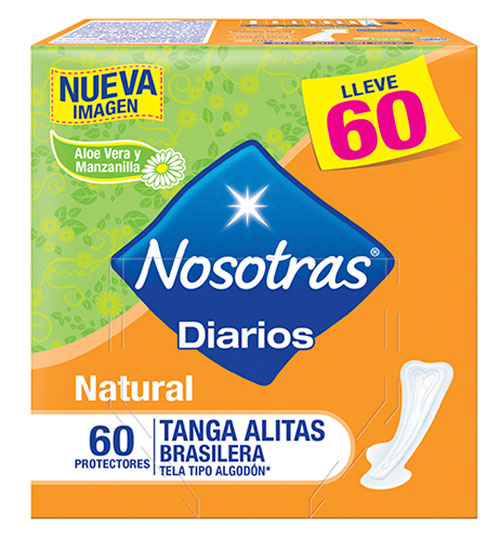 NUEVA
IMAGEN
LLEVE
60
Aloe Vera y
Manzanilla
Nosotras®
Diarios
Natural
60
PROTECTORES
TANGA ALITAS
BRASILERA
TELA TIPO ALGODÓN*